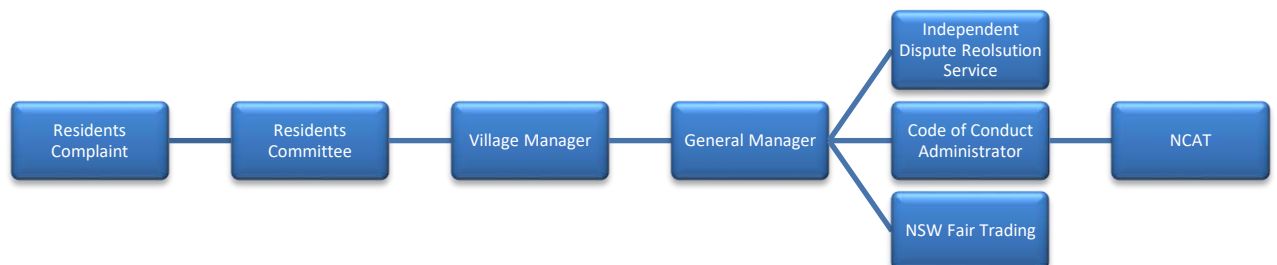 Residents
Complaint
Residents
Committee
Village Manager
General Manager
Independent
Dispute Reolsution
Service
Code of Conduct
Administrator
NSW Fair Trading
NCAT